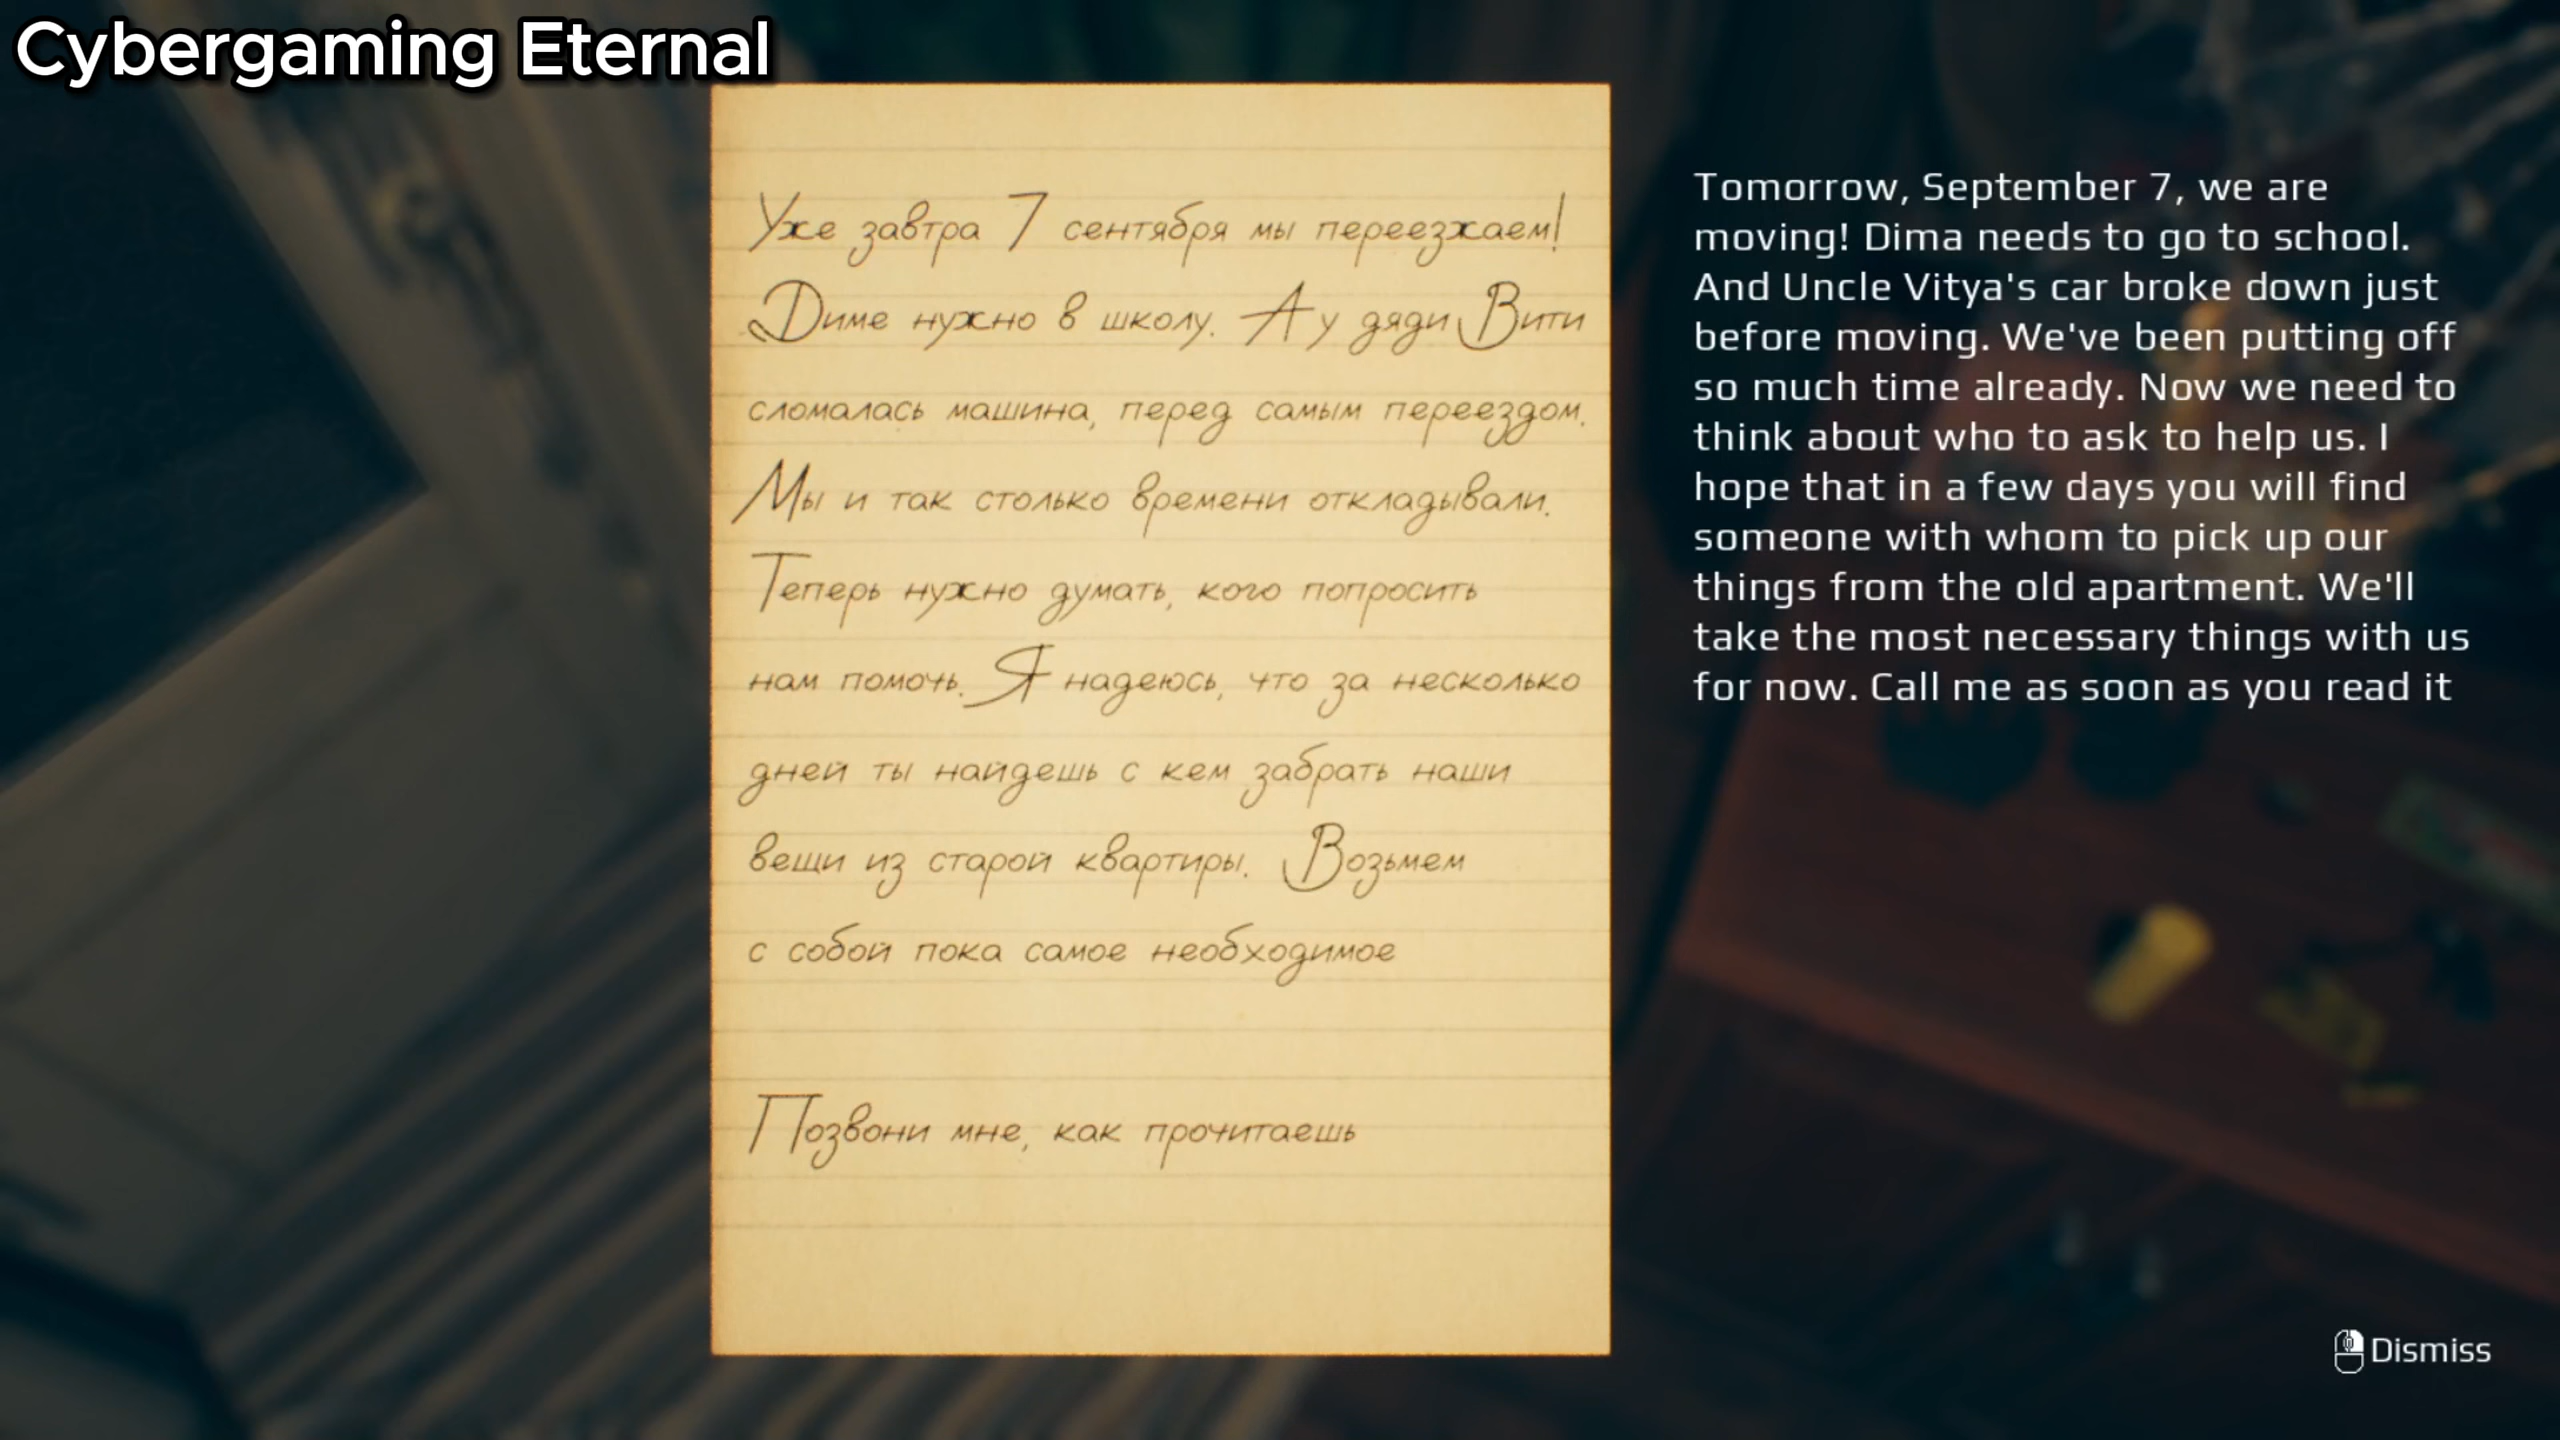 Cybergaming Eternal
Уже завтра 7 сентября мы переезжаем!
Диме нужно в школу. А у дяди Вити
сломалась машина, перед самым переездом.
Мы и так столько времени откладывали.
Теперь нужно думать, кого попросить
нам помочь. Я надеюсь, что за несколько
дней ты найдешь с кем забрать наши
вещи из старой квартиры. Возьмем
с собой пока самое необходимое
Позвони мне, как прочитаешь
Tomorrow, September 7, we are
moving! Dima needs to go to school.
And Uncle Vitya's car broke down just
before moving. We've been putting off
so much time already. Now we need to
think about who to ask to help us. I
hope that in a few days you will find
someone with whom to pick up our
things from the old apartment. We'll
take the most necessary things with us
for now. Call me as soon as you read it
Dismiss